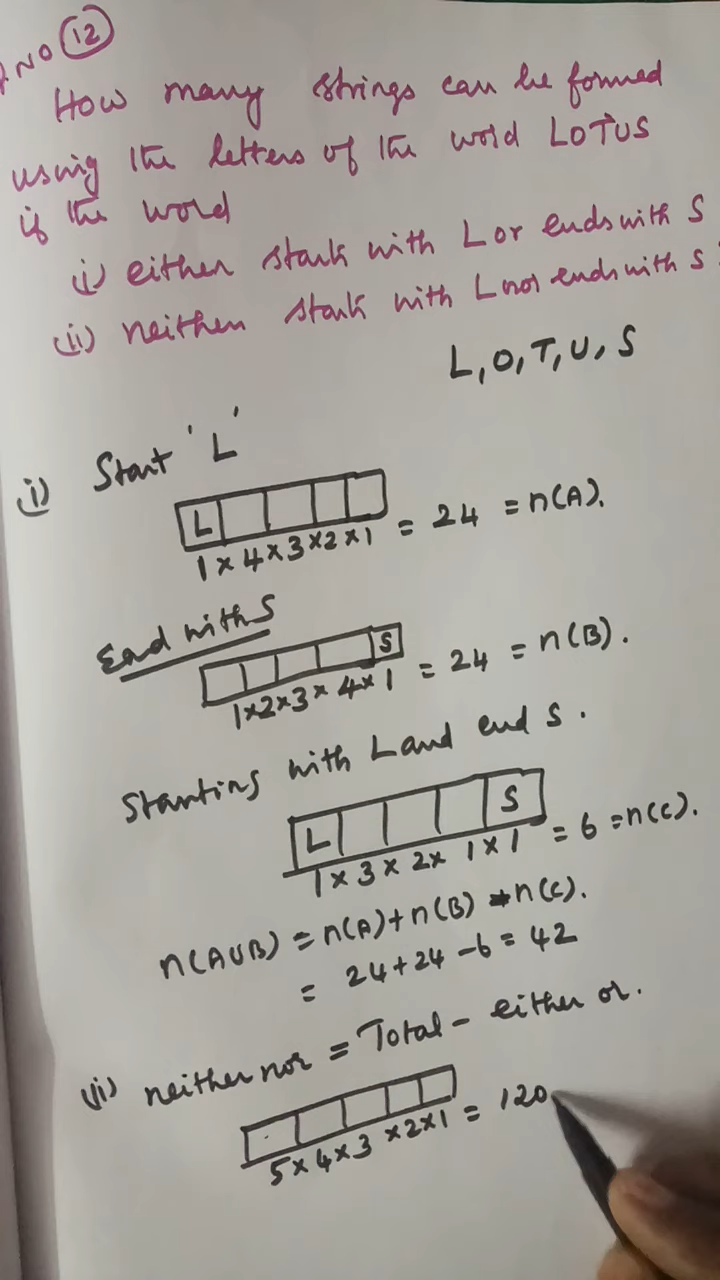 Q.NO 12
How many strings can be formed
using the letters of the word LOTUS
if the word
(i) either starts with L or ends with S
(ii) neither starts with L nor ends with S
L, O, T, U, S
(i) Start 'L'
L
1 × 4 × 3 × 2 × 1 = 24 = n(A).
End with S
S
1×2×3×4×1 = 24 = n(B).
Starting with L and end S.
L S
1 × 3 × 2 × 1 × 1 = 6 = n(C).
n(AUB) = n(A)+n(B) - n(C).
= 24+24-6 = 42
(ii) neither nor = Total - either or.
5×4×3×2×1 = 120